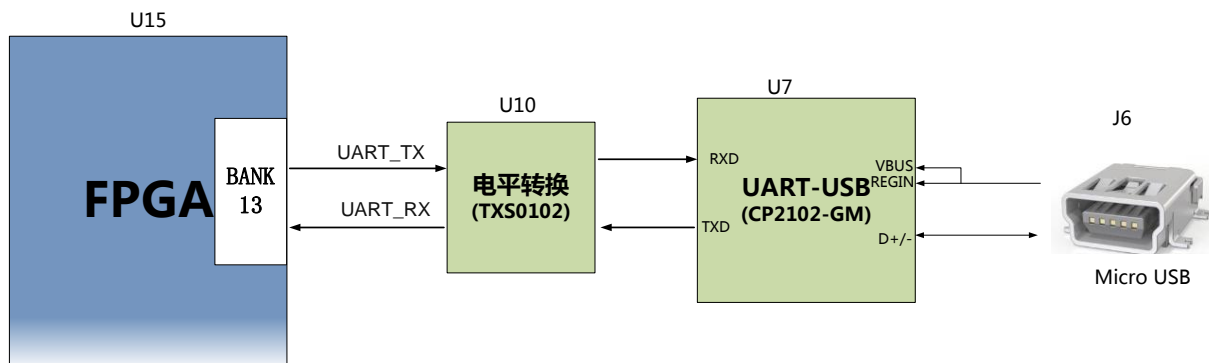 U15
U10
U7
J6
FPGA
BANK
13
UART_TX
UART_RX
电平转换
(TXS0102)
RXD
TXD
UART-USB
(CP2102-GM)
VBUS
REGIN
D+/-
Micro USB